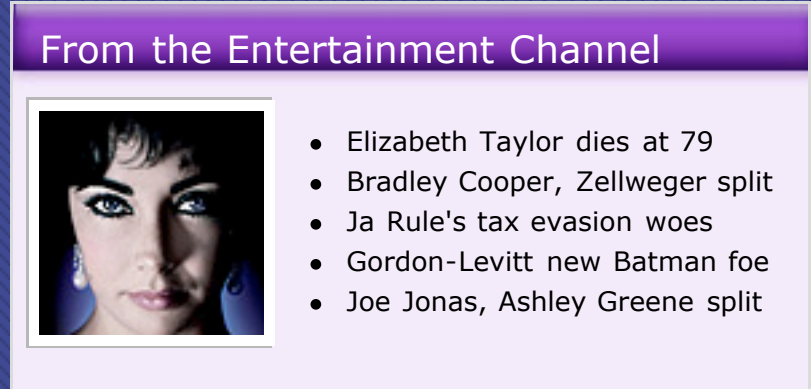 From the Entertainment Channel
Elizabeth Taylor dies at 79
Bradley Cooper, Zellweger split
Ja Rule's tax evasion woes
Gordon-Levitt new Batman foe
Joe Jonas, Ashley Greene split